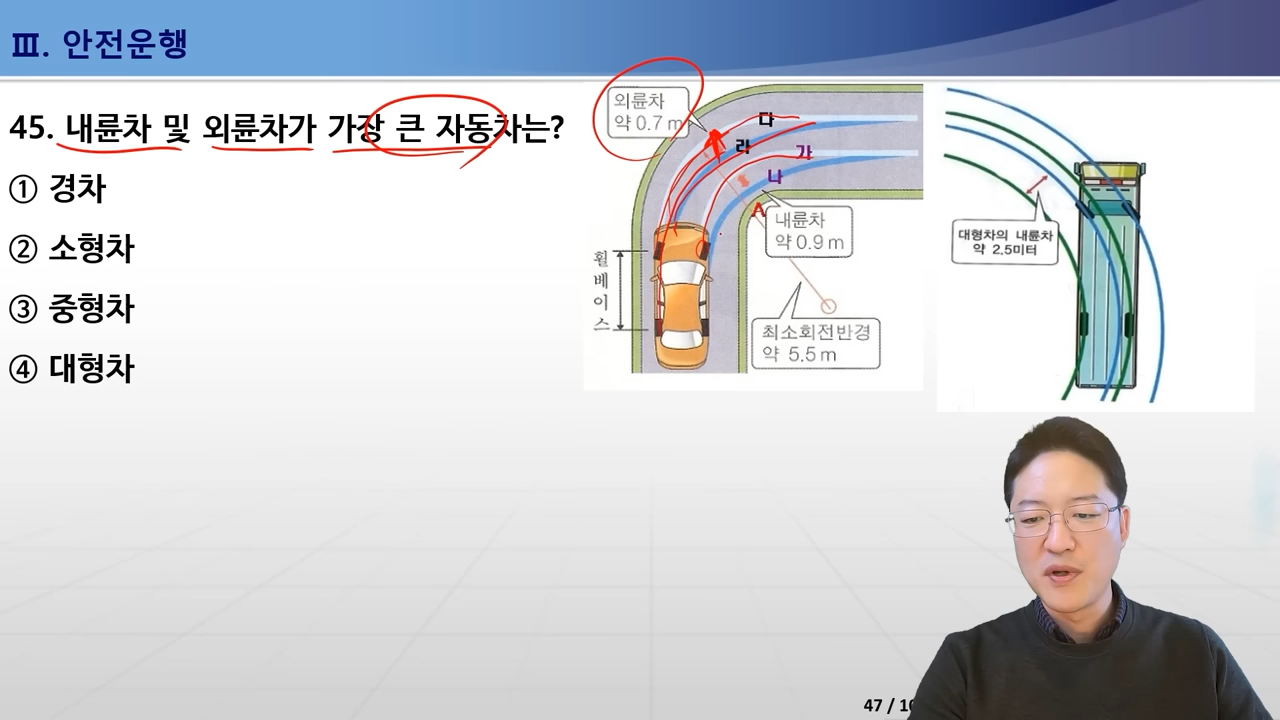 Ⅲ. 안전운행
45. 내륜차 및 외륜차가 가장 큰 자동차는?
① 경차
② 소형차
③ 중형차
④ 대형차
외륜차
약 0.7 m
다
라
가
나
A
내륜차
약 0.9 m
휠
베
이
스
최소회전반경
약 5.5 m
대형차의 내륜차
약 2.5미터
47 /